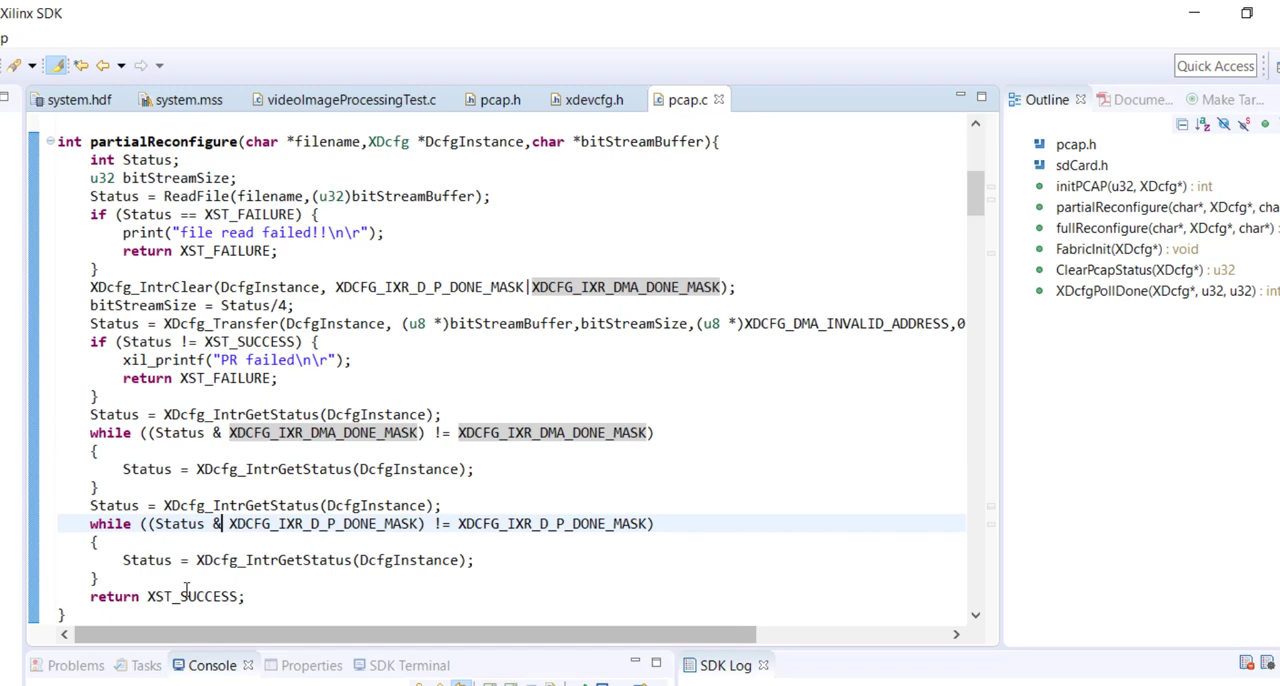 Xilinx SDK
p
Quick Access
system.hdf system.mss videoImageProcessingTest.c pcap.h xdevcfg.h pcap.c Outline Docume... Make Tar...
int partialReconfigure(char *filename,XDcfg *DcfgInstance,char *bitStreamBuffer){
int Status;
u32 bitStreamSize;
Status = ReadFile(filename,(u32)bitStreamBuffer);
if (Status == XST_FAILURE) {
print("file read failed!!\n\r");
return XST_FAILURE;
}
XDcfg_IntrClear(DcfgInstance, XDCFG_IXR_D_P_DONE_MASK|XDCFG_IXR_DMA_DONE_MASK);
bitStreamSize = Status/4;
Status = XDcfg_Transfer(DcfgInstance, (u8 *)bitStreamBuffer,bitStreamSize,(u8 *)XDCFG_DMA_INVALID_ADDRESS,0
if (Status != XST_SUCCESS) {
xil_printf("PR failed\n\r");
return XST_FAILURE;
}
Status = XDcfg_IntrGetStatus(DcfgInstance);
while ((Status & XDCFG_IXR_DMA_DONE_MASK) != XDCFG_IXR_DMA_DONE_MASK)
{
Status = XDcfg_IntrGetStatus(DcfgInstance);
}
Status = XDcfg_IntrGetStatus(DcfgInstance);
while ((Status & XDCFG_IXR_D_P_DONE_MASK) != XDCFG_IXR_D_P_DONE_MASK)
{
Status = XDcfg_IntrGetStatus(DcfgInstance);
}
return XST_SUCCESS;
}
pcap.h
sdCard.h
initPCAP(u32, XDcfg*) : int
partialReconfigure(char*, XDcfg*, cha
fullReconfigure(char*, XDcfg*, char*) :
FabricInit(XDcfg*) : void
ClearPcapStatus(XDcfg*) : u32
XDcfgPollDone(XDcfg*, u32, u32) : int
Problems Tasks Console Properties SDK Terminal SDK Log